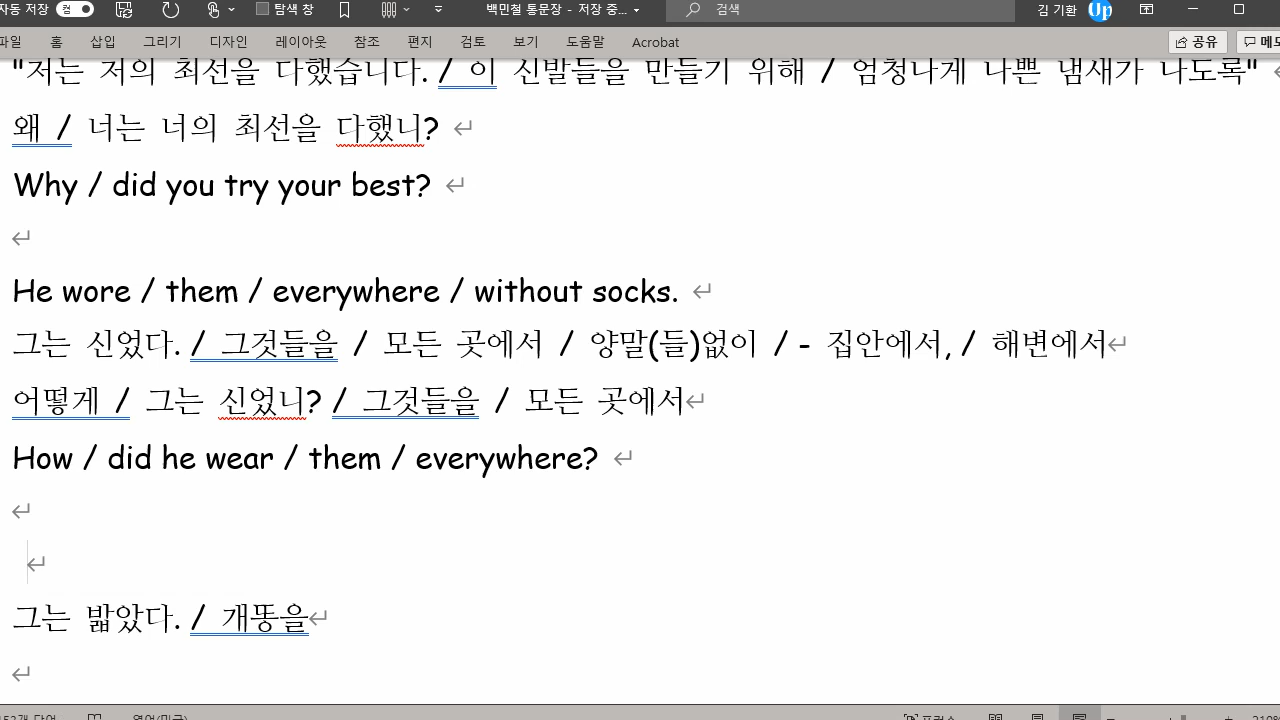 자동 저장 컴 탐색 창 백민철 통문장 - 저장 중... 검색 김 기환 Up
파일 홈 삽입 그리기 디자인 레이아웃 참조 편지 검토 보기 도움말 Acrobat 공유 메모
"저는 저의 최선을 다했습니다. / 이 신발들을 만들기 위해 / 엄청나게 나쁜 냄새가 나도록"
왜 / 너는 너의 최선을 다했니?
Why / did you try your best?
He wore / them / everywhere / without socks.
그는 신었다. / 그것들을 / 모든 곳에서 / 양말(들)없이 / - 집안에서, / 해변에서
어떻게 / 그는 신었니? / 그것들을 / 모든 곳에서
How / did he wear / them / everywhere?
그는 밟았다. / 개똥을
영어(미국)